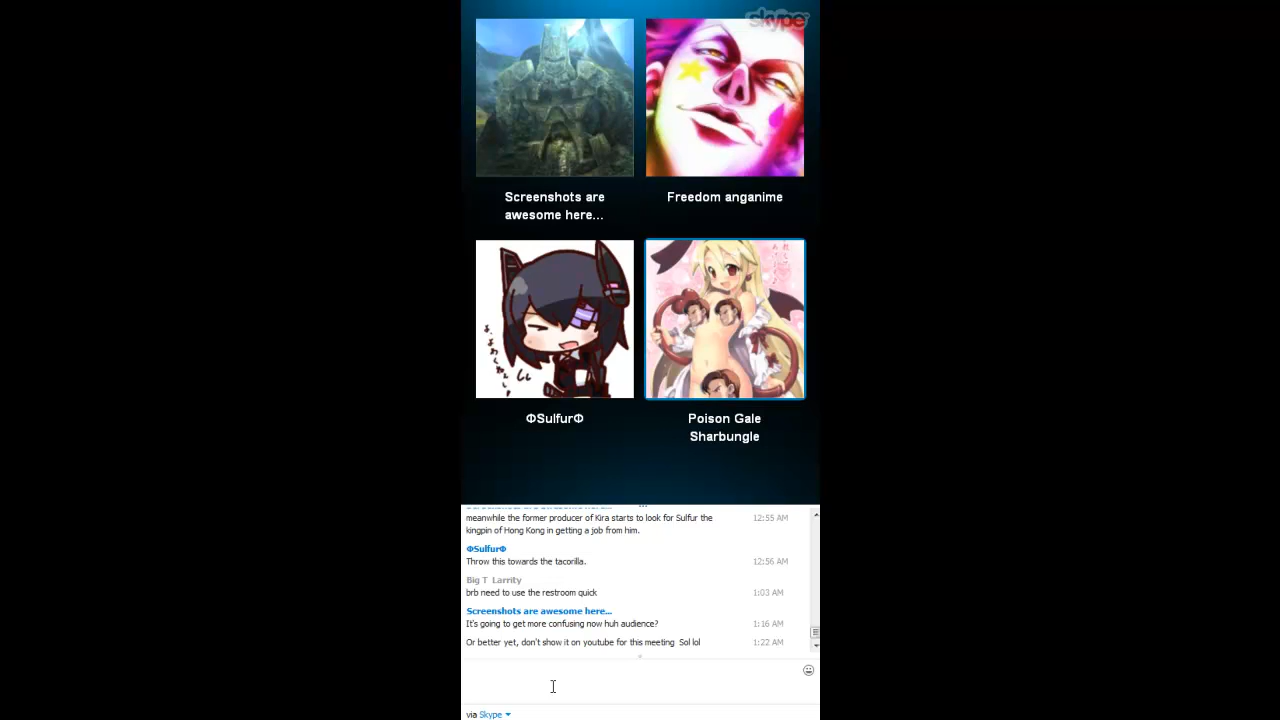 skype
Screenshots are
awesome here...
Freedom anganime
ΦSulfurΦ
Poison Gale
Sharbungle
meanwhile the former producer of Kira starts to look for Sulfur the 12:55 AM
kingpin of Hong Kong in getting a job from him.
ΦSulfurΦ
Throw this towards the tacorilla. 12:56 AM
Big T Larrity
brb need to use the restroom quick 1:03 AM
Screenshots are awesome here...
It's going to get more confusing now huh audience? 1:16 AM
Or better yet, don't show it on youtube for this meeting Sol lol 1:22 AM
via Skype